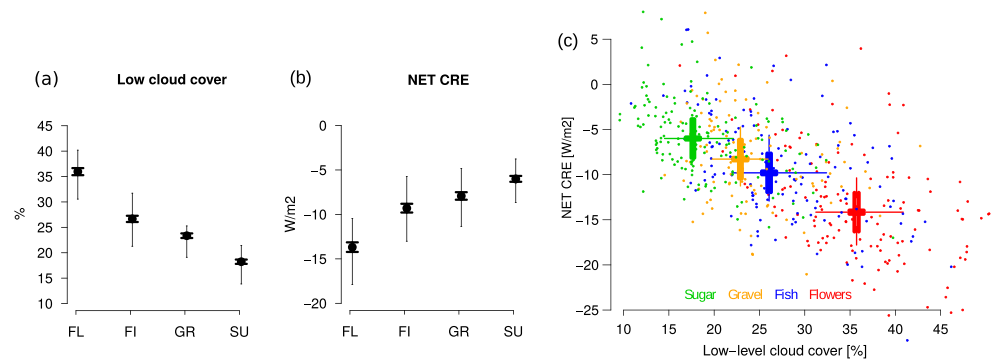 (a) Low cloud cover
45
40
35
30
25
20
15
10
%
FL FI GR SU
(b) NET CRE
0
−5
−10
−15
−20
W/m2
FL FI GR SU
(c)
5
0
−5
−10
−15
−20
−25
NET CRE [W/m2]
Sugar Gravel Fish Flowers
10 15 20 25 30 35 40 45
Low−level cloud cover [%]